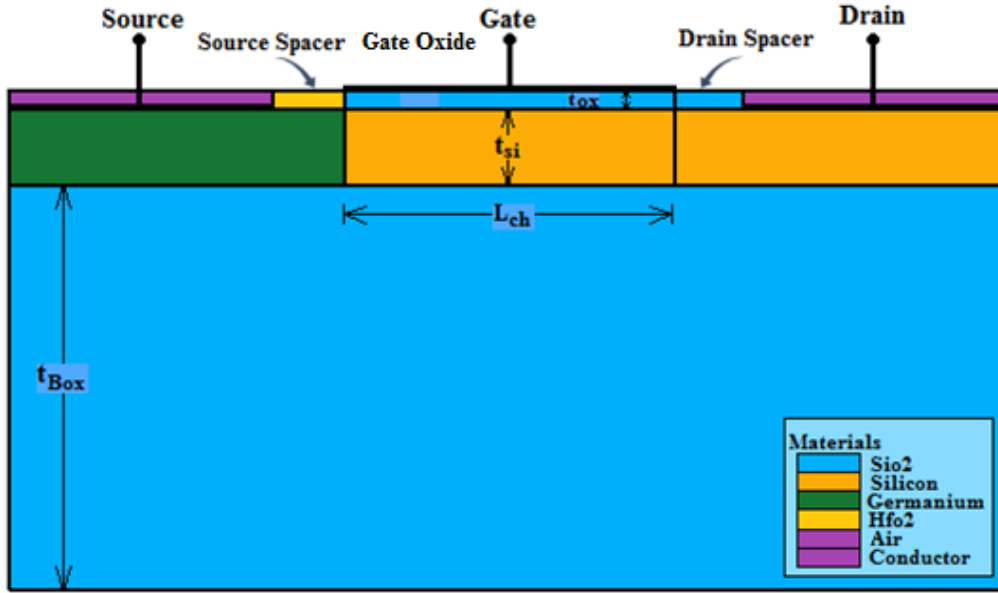 Source
Gate
Drain
Source Spacer
Gate Oxide
Drain Spacer
tox
tsi
Lch
tBox
Materials
Sio2
Silicon
Germanium
Hfo2
Air
Conductor